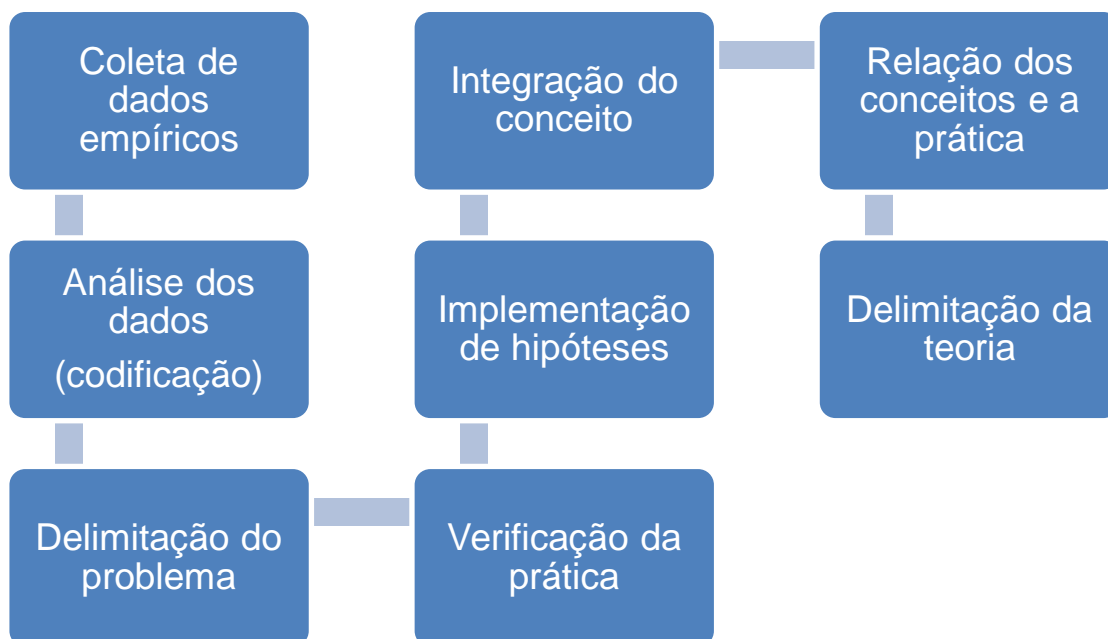 Coleta de
dados
empíricos
Análise dos
dados
(codificação)
Delimitação do
problema
Verificação da
prática
Implementação
de hipóteses
Integração do
conceito
Relação dos
conceitos e a
prática
Delimitação da
teoria